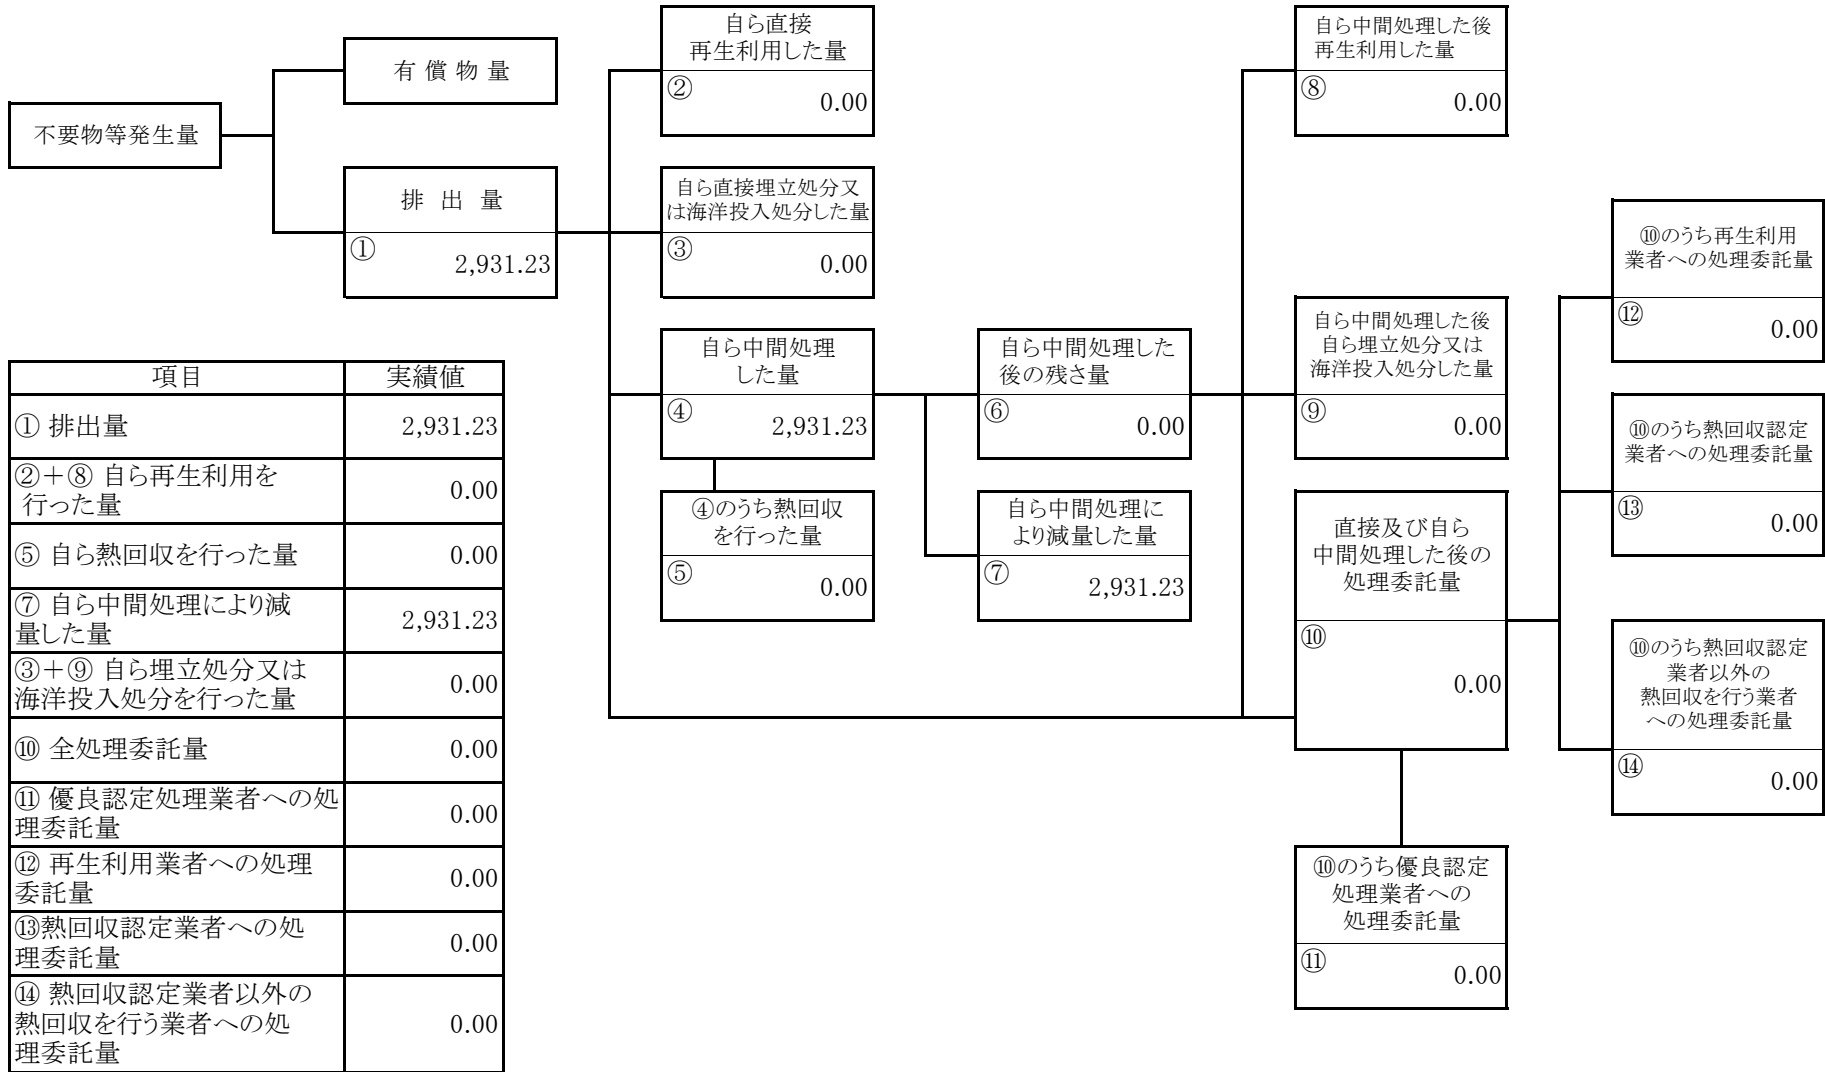 不要物等発生量
有 償 物 量
排 出 量
①
2,931.23
自ら直接
再生利用した量
②
0.00
自ら直接埋立処分又
は海洋投入処分した量
③
0.00
自ら中間処理
した量
④
2,931.23
④のうち熱回収
を行った量
⑤
0.00
自ら中間処理した
後の残さ量
⑥
0.00
自ら中間処理に
より減量した量
⑦
2,931.23
自ら中間処理した後
再生利用した量
⑧
0.00
自ら中間処理した後
自ら埋立処分又は
海洋投入処分した量
⑨
0.00
直接及び自ら
中間処理した後の
処理委託量
⑩
0.00
⑩のうち優良認定
処理業者への
処理委託量
⑪
0.00
⑩のうち再生利用
業者への処理委託量
⑫
0.00
⑩のうち熱回収認定
業者への処理委託量
⑬
0.00
⑩のうち熱回収認定
業者以外の
熱回収を行う業者
への処理委託量
⑭
0.00
項目 実績値
① 排出量 2,931.23
②＋⑧ 自ら再生利用を
行った量 0.00
⑤ 自ら熱回収を行った量 0.00
⑦ 自ら中間処理により減
量した量 2,931.23
③＋⑨ 自ら埋立処分又は
海洋投入処分を行った量 0.00
⑩ 全処理委託量 0.00
⑪ 優良認定処理業者への処
理委託量 0.00
⑫ 再生利用業者への処理
委託量 0.00
⑬熱回収認定業者への処
理委託量 0.00
⑭ 熱回収認定業者以外の
熱回収を行う業者への処
理委託量 0.00